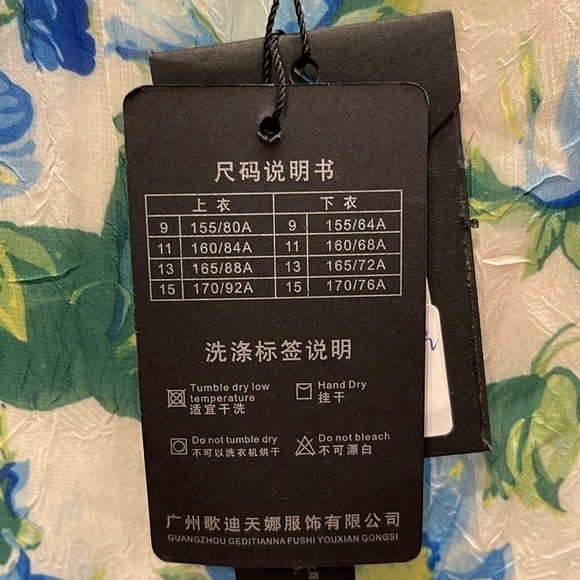 尺码说明书
上衣 下衣
9 155/80A 9 155/64A
11 160/84A 11 160/68A
13 165/88A 13 165/72A
15 170/92A 15 170/76A
洗涤标签说明
Tumble dry low temperature
适宜干洗
Hand Dry
挂干
Do not tumble dry
不可以洗衣机烘干
Do not bleach
不可漂白
广州歌迪天娜服饰有限公司
GUANGZHOU GEDITIANNA FUSHI YOUXIAN GONGSI